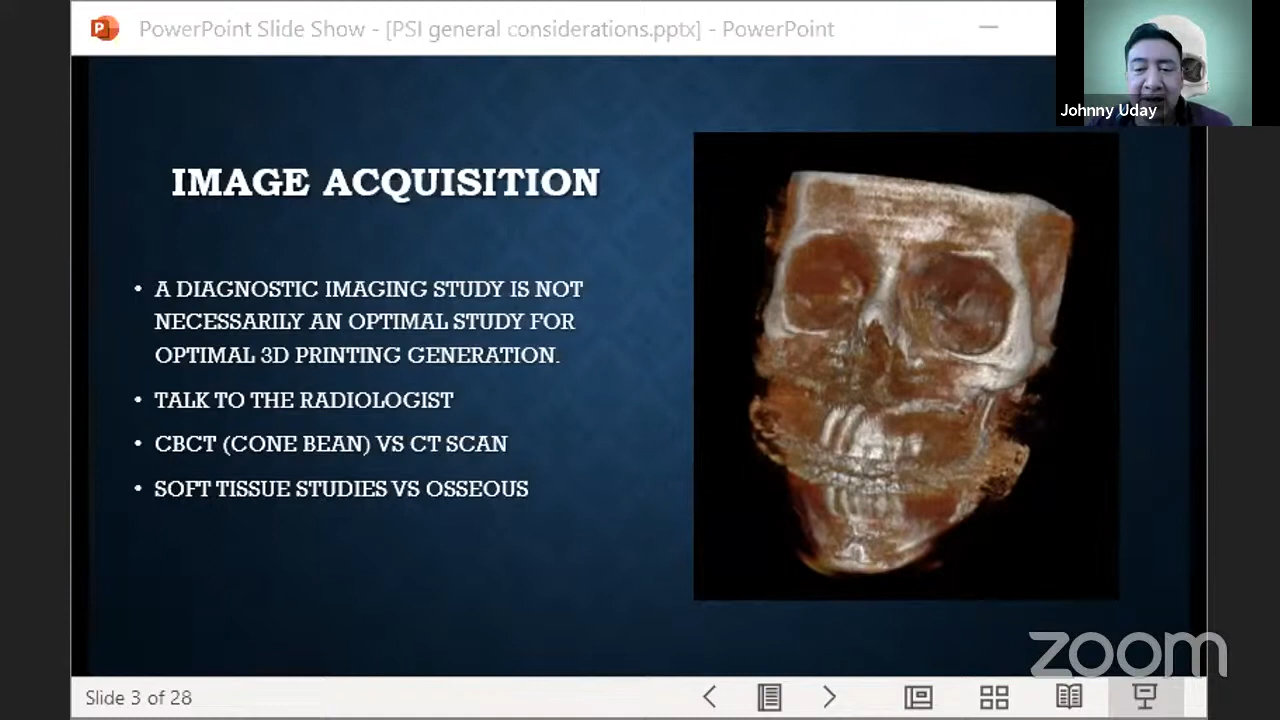 PowerPoint Slide Show - [PSI general considerations.pptx] - PowerPoint
Johnny Uday
IMAGE ACQUISITION
• A DIAGNOSTIC IMAGING STUDY IS NOT
NECESSARILY AN OPTIMAL STUDY FOR
OPTIMAL 3D PRINTING GENERATION.
• TALK TO THE RADIOLOGIST
• CBCT (CONE BEAN) VS CT SCAN
• SOFT TISSUE STUDIES VS OSSEOUS
zoom
Slide 3 of 28